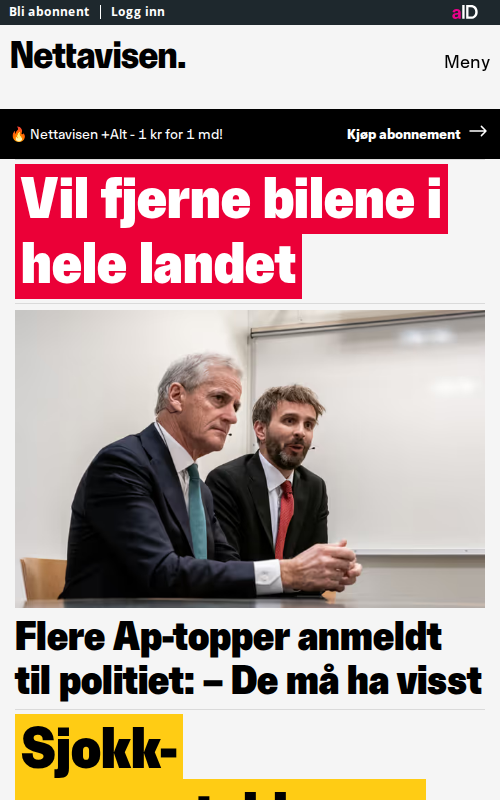 Bli abonnent | Logg inn
aID
Nettavisen.
Meny
🔥 Nettavisen +Alt - 1 kr for 1 md!
Kjøp abonnement →
Vil fjerne bilene i
hele landet
Flere Ap-topper anmeldt
til politiet: – De må ha visst
Sjokk-